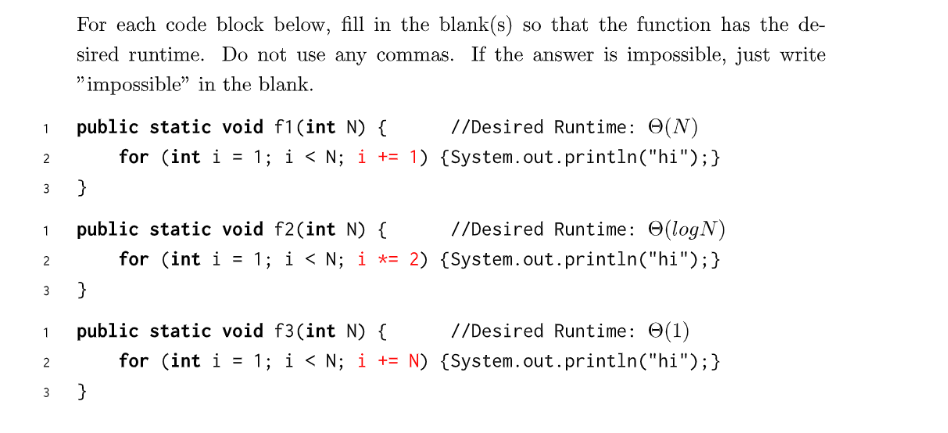 For each code block below, fill in the blank(s) so that the function has the de-
sired runtime. Do not use any commas. If the answer is impossible, just write
"impossible" in the blank.
1 public static void f1(int N) { //Desired Runtime: Θ(N)
2 for (int i = 1; i < N; i += 1) {System.out.println("hi");}
3 }
1 public static void f2(int N) { //Desired Runtime: Θ(logN)
2 for (int i = 1; i < N; i *= 2) {System.out.println("hi");}
3 }
1 public static void f3(int N) { //Desired Runtime: Θ(1)
2 for (int i = 1; i < N; i += N) {System.out.println("hi");}
3 }